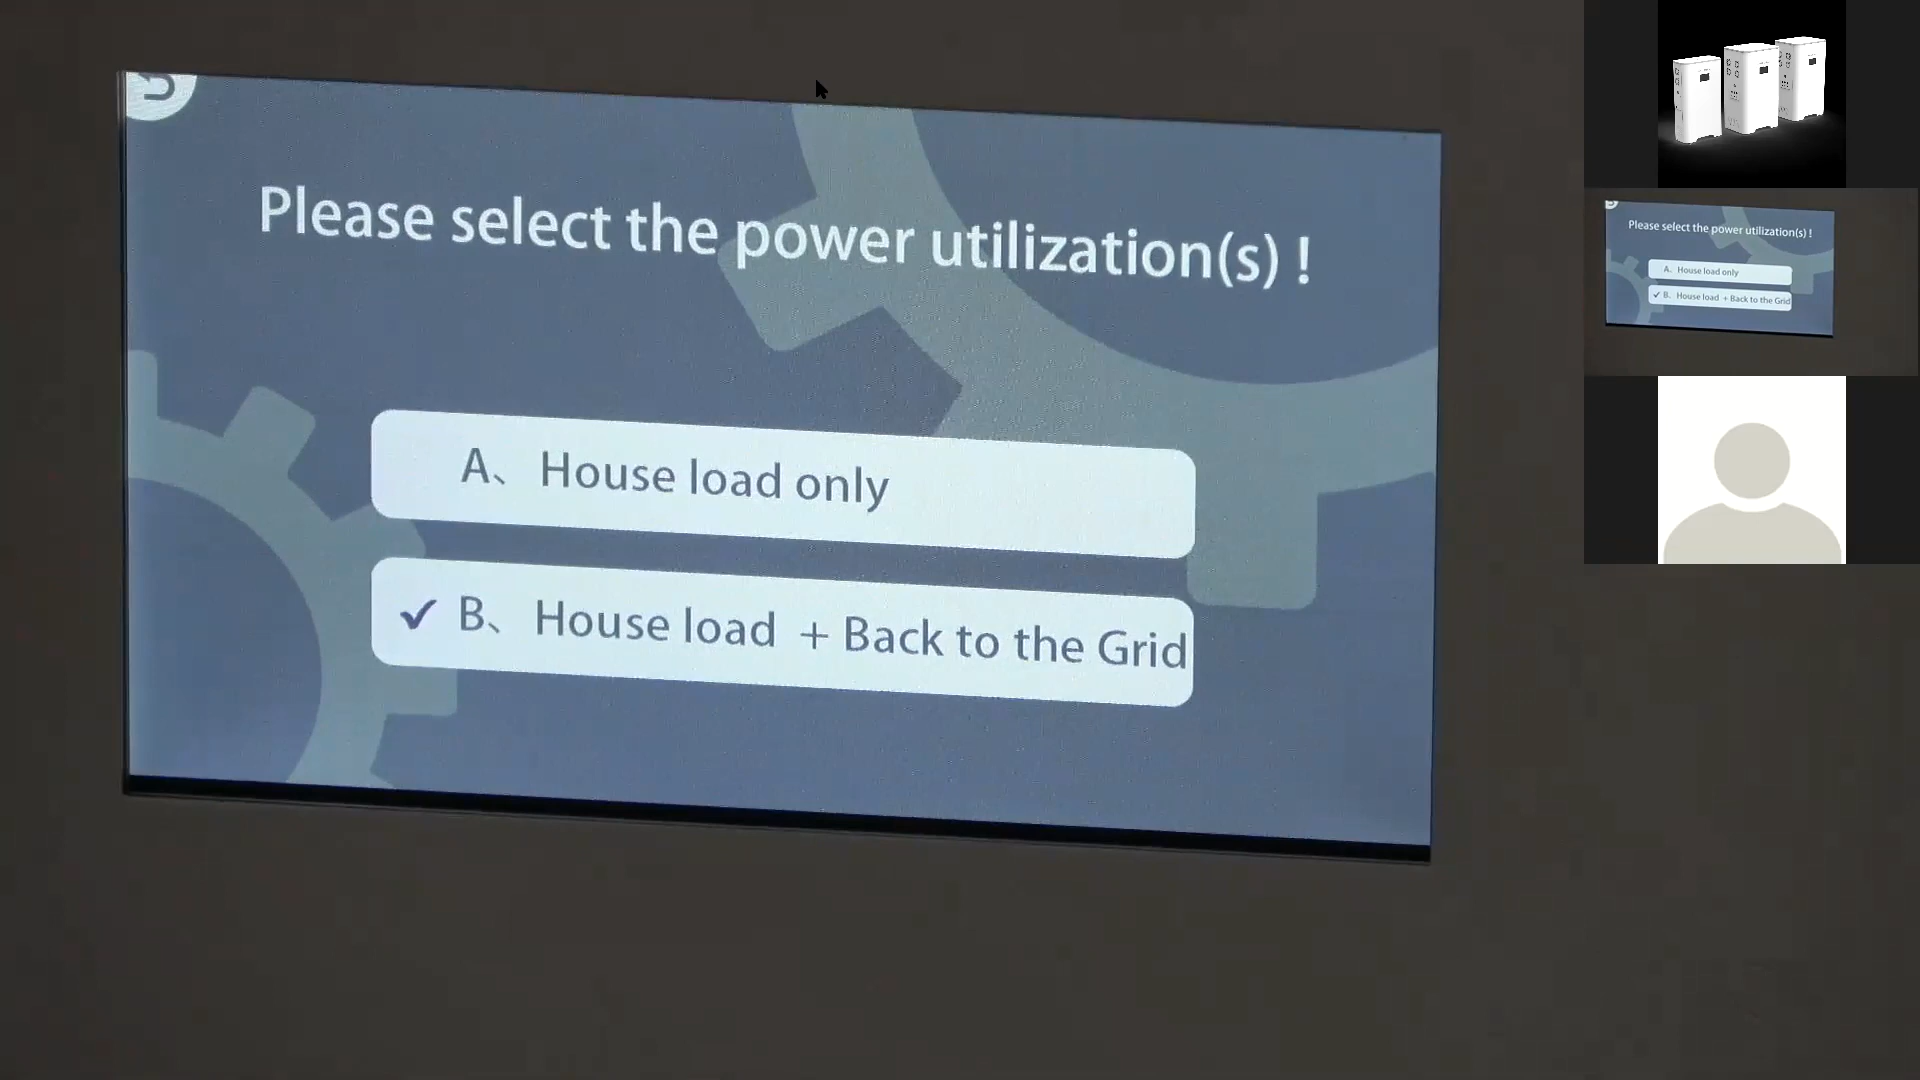 Please select the power utilization(s) !
A、 House load only
✓ B、 House load + Back to the Grid
Please select the power utilization(s) !
A、 House load only
✓ B、 House load + Back to the Grid